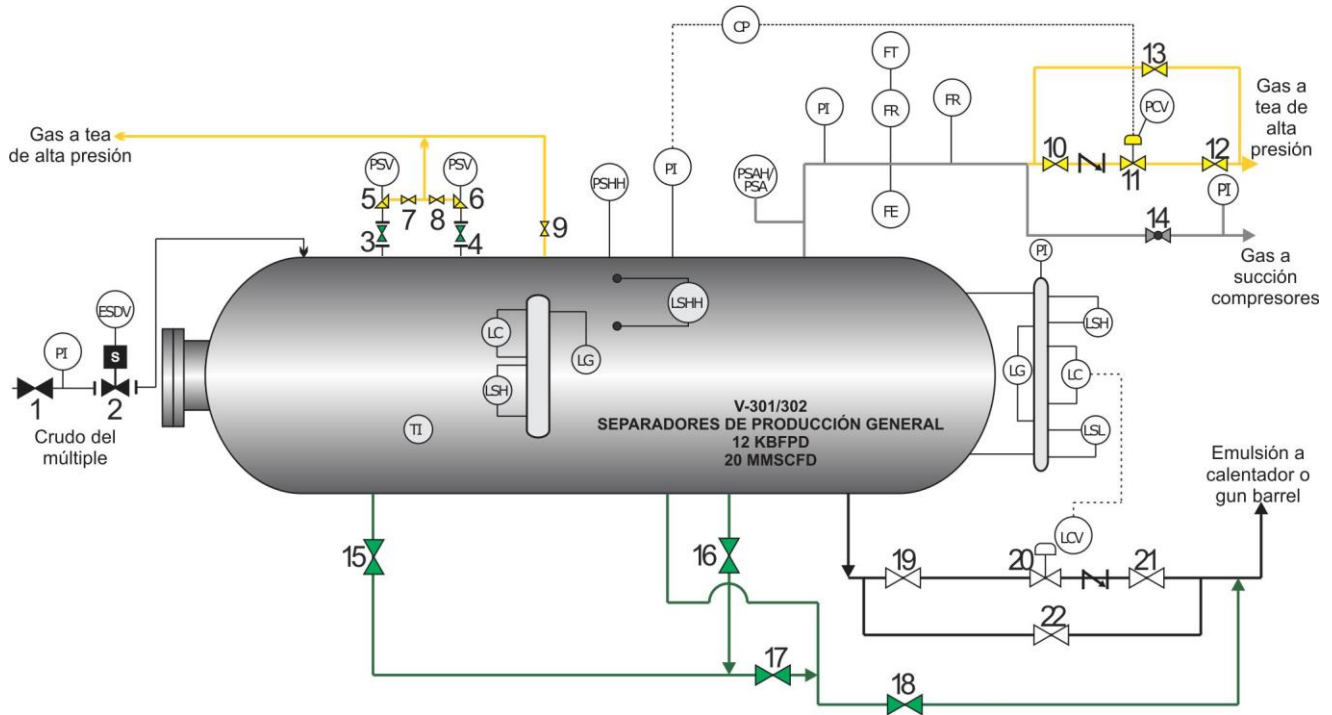 CP
FT
13
FR
FR
PI
PCV
Gas a
tea de
alta
presión
Gas a tea
de alta presión
PSV
PSV
PSHH
PI
PSAH/
PSA
10
11
12
FE
PI
5
6
7
8
3
4
9
14
Gas a
succión
compresores
PI
ESDV
S
PI
1
2
Crudo del
múltiple
LSHH
LC
LG
LSH
TI
LSH
LG
LC
LSL
V-301/302
SEPARADORES DE PRODUCCIÓN GENERAL
12 KBFPD
20 MMSCFD
Emulsión a
calentador o
gun barrel
LCV
15
16
19
20
21
22
17
18